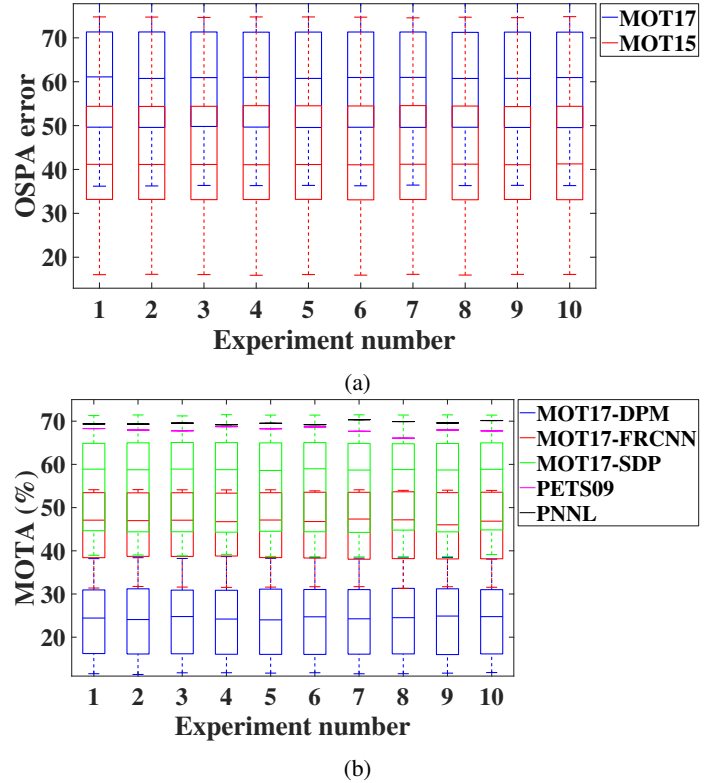 MOT17
MOT15
70
60
50
40
30
20
OSPA error
1 2 3 4 5 6 7 8 9 10
Experiment number
(a)
MOT17-DPM
MOT17-FRCNN
MOT17-SDP
PETS09
PNNL
70
60
50
40
30
20
MOTA (%)
1 2 3 4 5 6 7 8 9 10
Experiment number
(b)